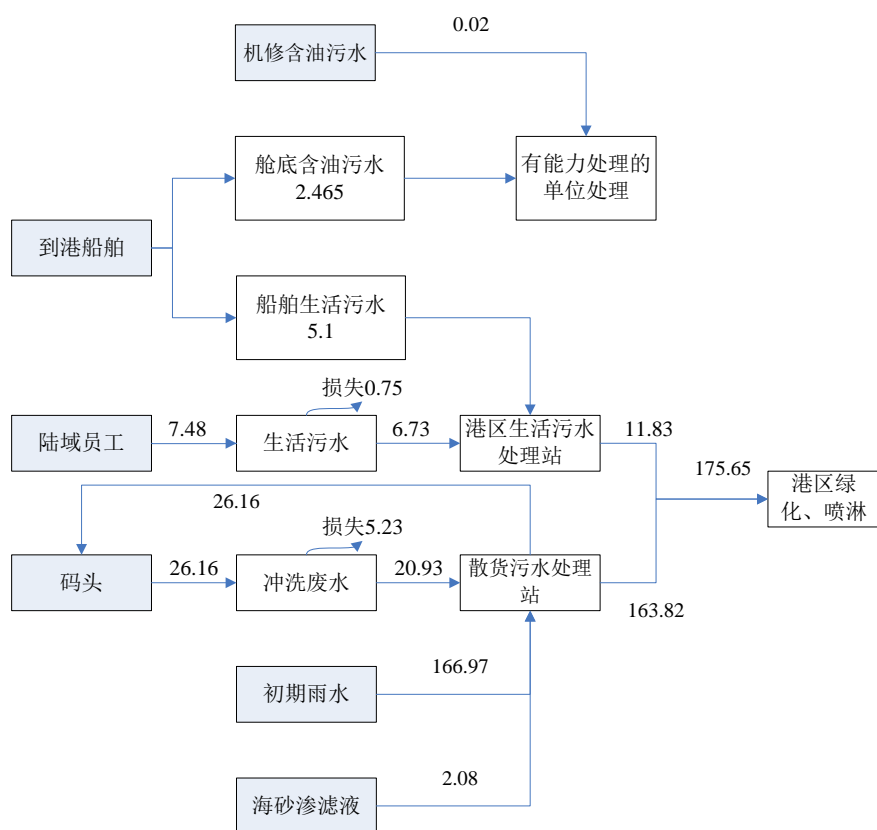 0.02
机修含油污水
舱底含油污水
2.465
有能力处理的
单位处理
到港船舶
船舶生活污水
5.1
损失0.75
陆域员工
7.48
生活污水
6.73
港区生活污水
处理站
11.83
175.65
港区绿
化、喷淋
26.16
损失5.23
码头
26.16
冲洗废水
20.93
散货污水处理
站
163.82
166.97
初期雨水
2.08
海砂渗滤液